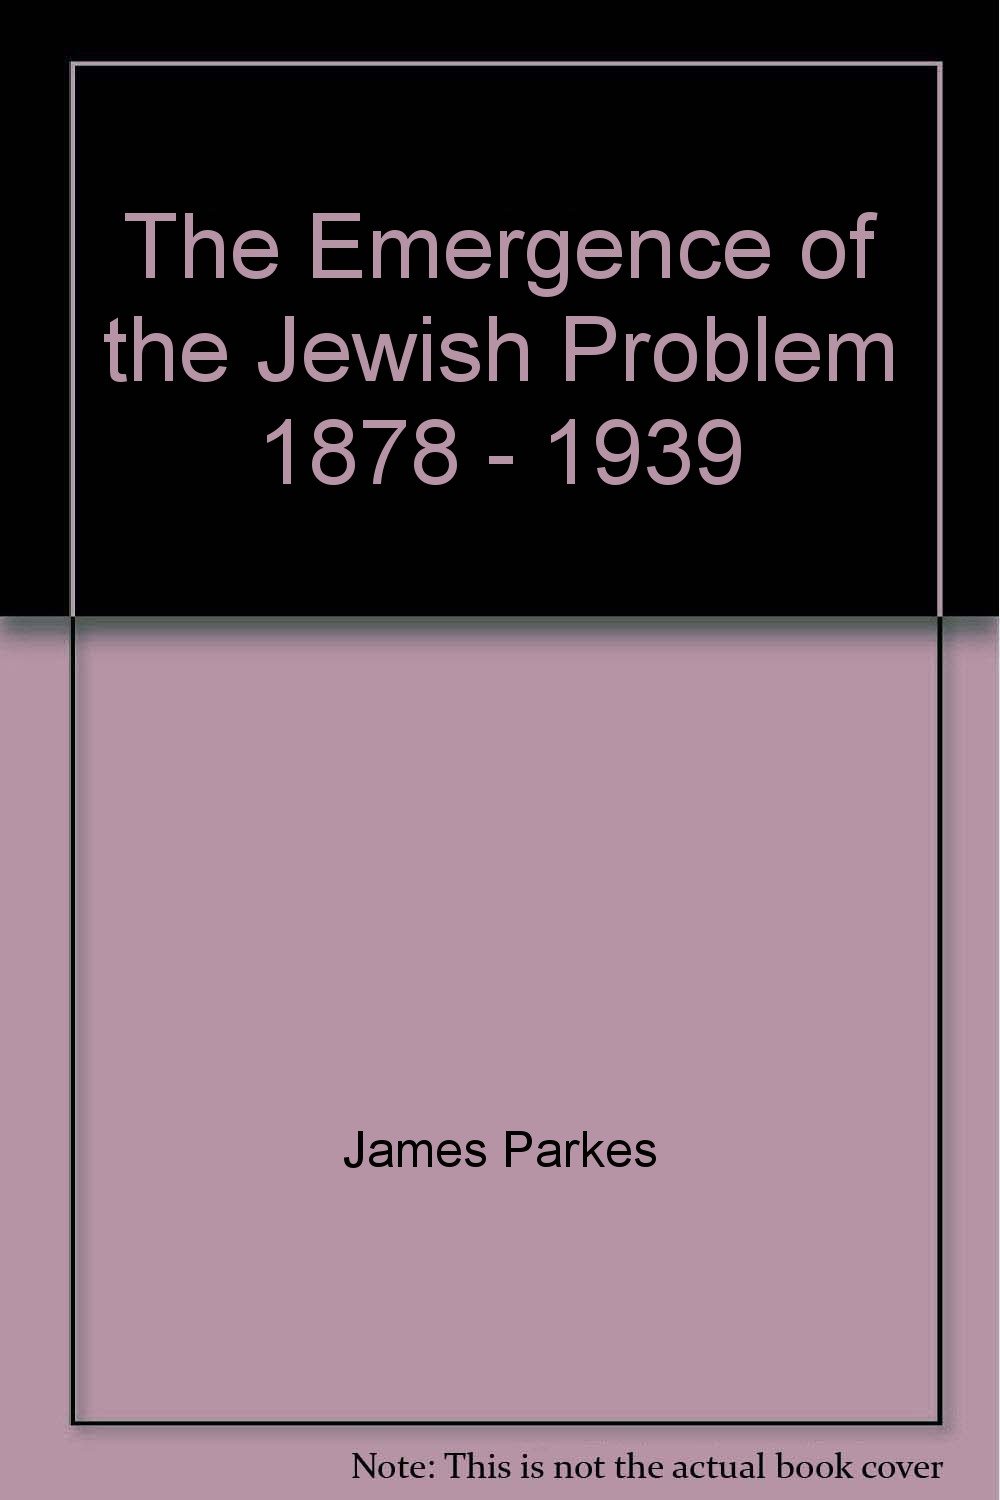 The Emergence of
the Jewish Problem
1878 - 1939
James Parkes
Note: This is not the actual book cover